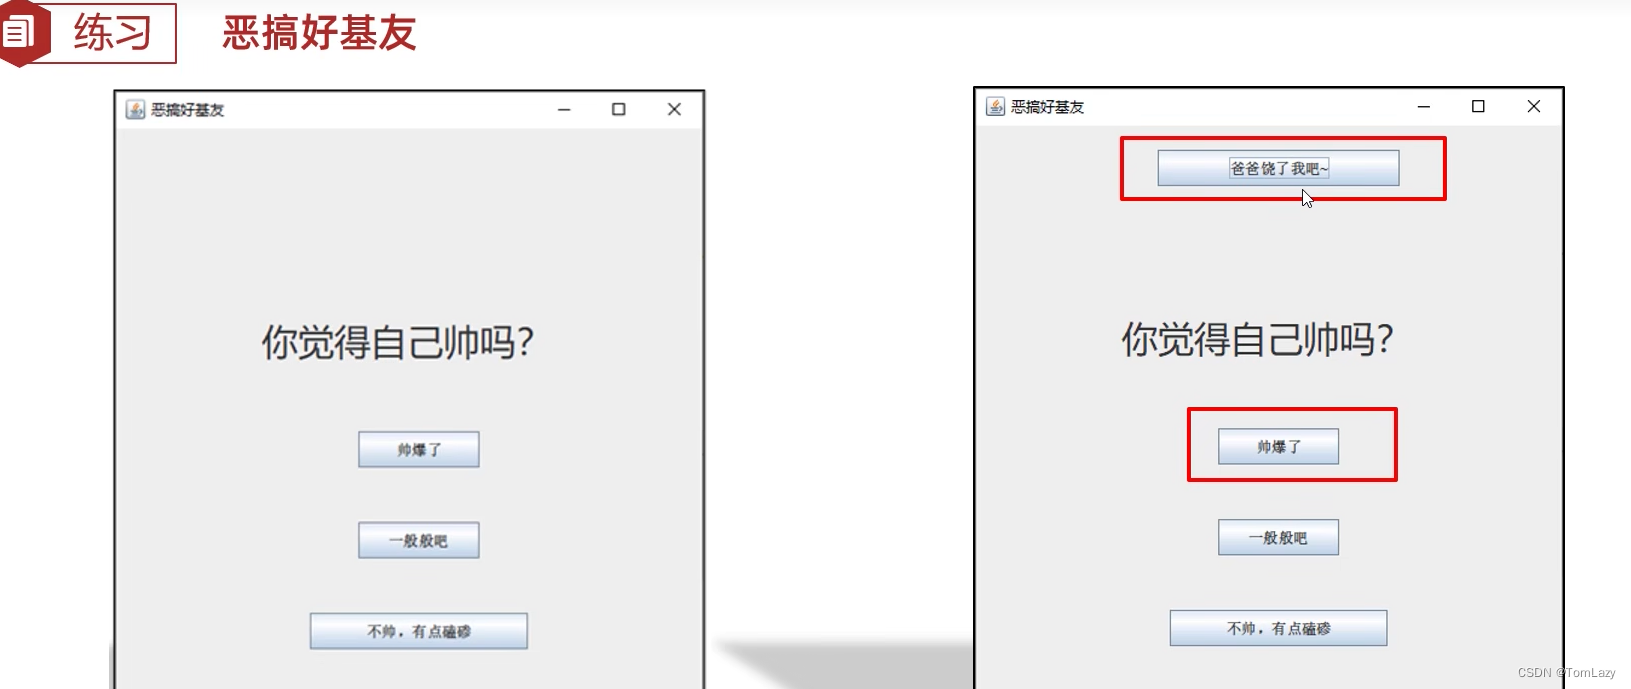 练习 恶搞好基友
恶搞好基友
你觉得自己帅吗?
帅爆了
一般般吧
不帅，有点磕碜
恶搞好基友
爸爸饶了我吧~
你觉得自己帅吗?
帅爆了
一般般吧
不帅，有点磕碜
CSDN @TomLazy